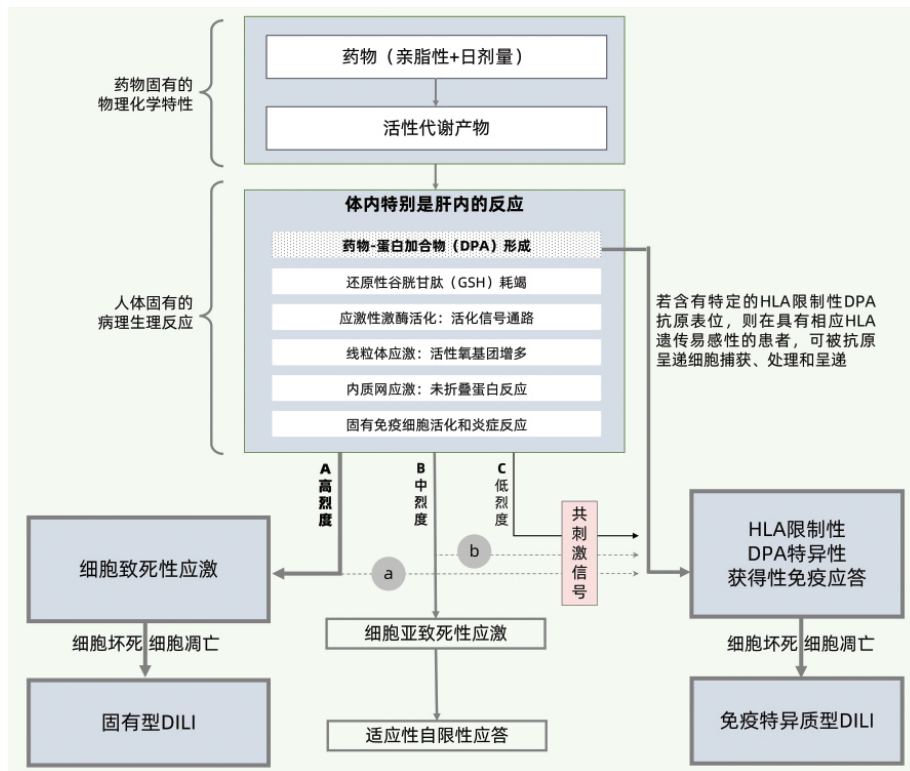 药物（亲脂性+日剂量）
药物固有的
物理化学特性
活性代谢产物
体内特别是肝内的反应
药物-蛋白加合物（DPA）形成
还原性谷胱甘肽（GSH）耗竭
人体固有的
病理生理反应
应激性激酶活化：活化信号通路
线粒体应激：活性氧基团增多
内质网应激：未折叠蛋白反应
固有免疫细胞活化和炎症反应
若含有特定的HLA限制性DPA
抗原表位，则在具有相应HLA
遗传易感性的患者，可被抗原
呈递细胞捕获、处理和呈递
A高烈度
B中烈度
C低烈度
共刺激信号
a
b
细胞致死性应激
HLA限制性
DPA特异性
获得性免疫应答
细胞坏死 细胞凋亡
细胞亚致死性应激
细胞坏死 细胞凋亡
固有型DILI
适应性自限性应答
免疫特异质型DILI